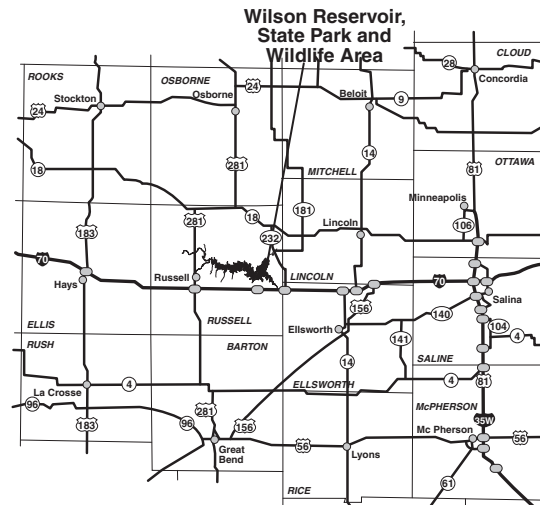 Wilson Reservoir,
State Park and
Wildlife Area
CLOUD
28
Concordia
ROOKS
OSBORNE
24
Beloit
9
Stockton
Osborne
24
81
OTTAWA
14
18
281
MITCHELL
Minneapolis
181
281
18
Lincoln
106
183
232
70
Hays
Russell
LINCOLN
70
Salina
156
140
104
ELLIS
RUSSELL
Ellsworth
4
RUSH
BARTON
141
14
SALINE
La Crosse
4
ELLSWORTH
4
81
96
281
McPHERSON
183
96
156
35W
Mc Pherson
56
56
Great
Bend
Lyons
61
RICE